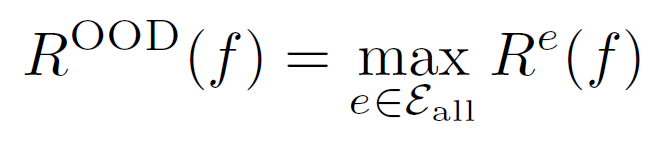 R^OOD(f) = max_{e∈ℰ_all} R^e(f)